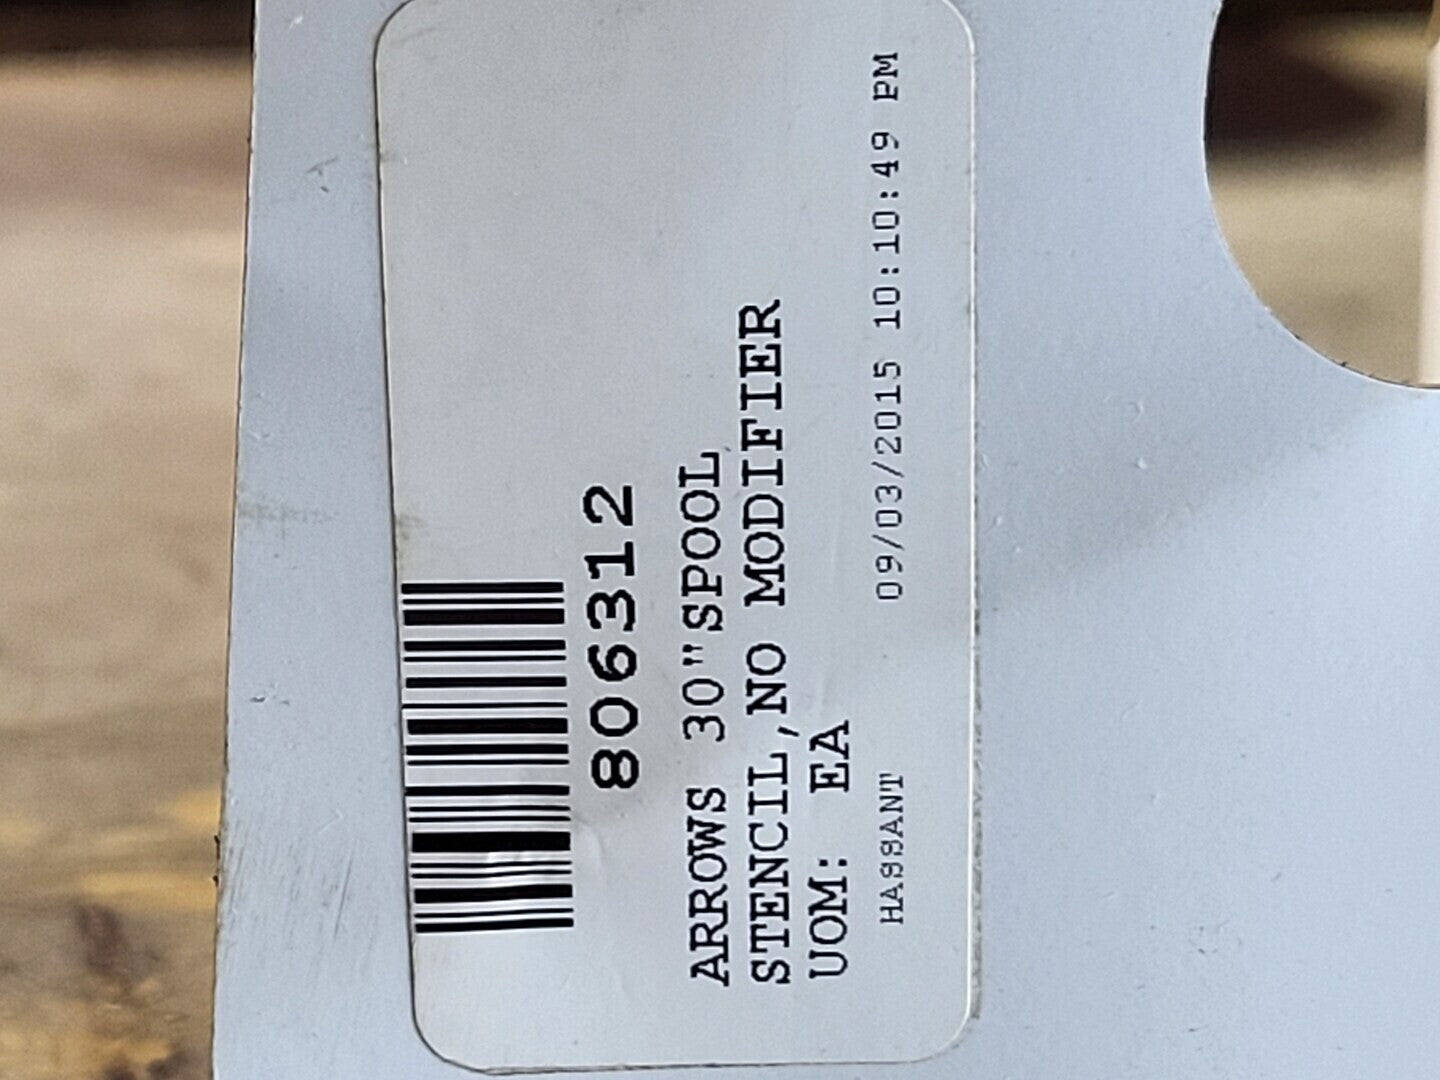 806312
ARROWS 30"SPOOL
STENCIL,NO MODIFIER
UOM: EA
HASSANT 09/03/2015 10:10:49 PM